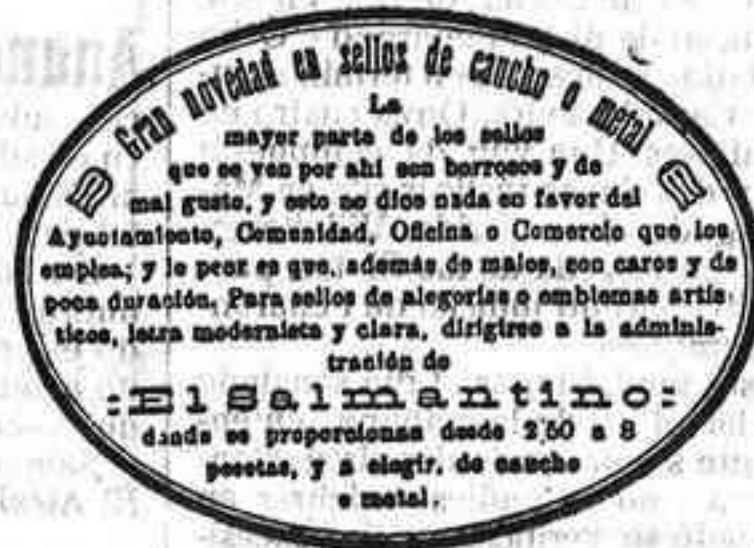 Gran novedad en sellos de caucho o metal
La
mayor parte de los sellos
que se ven por ahí son borrosos y de
mal gusto, y esto no dice nada en favor del
Ayuntamiento, Comunidad, Oficina o Comercio que los
emplea; y lo peor es que, además de malos, son caros y de
poca duración. Para sellos de alegorías o emblemas artís-
ticos, letra modernista y clara, dirigirse a la adminis-
tración de
:El Salmantino:
donde se proporcionan desde 2,50 a 8
pesetas, y a elegir, de caucho
o metal.